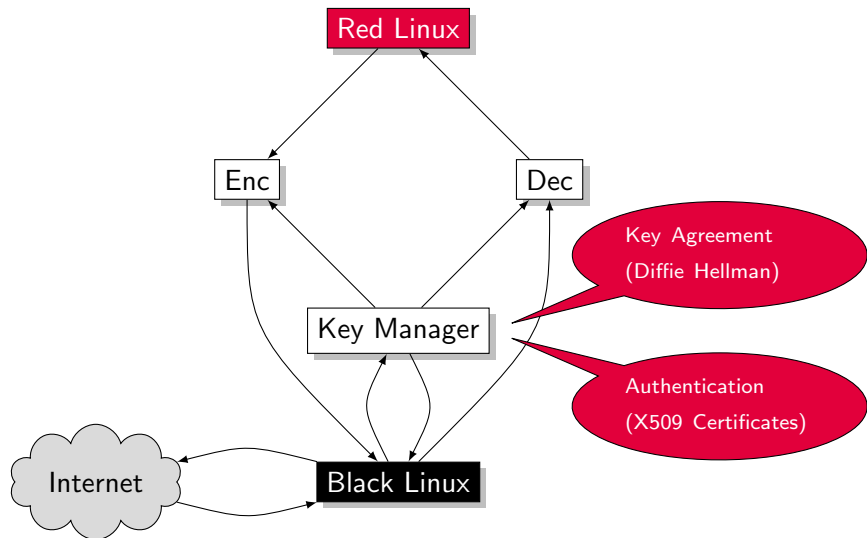 Red Linux
Enc
Dec
Key Agreement
(Diffie Hellman)
Key Manager
Authentication
(X509 Certificates)
Internet
Black Linux